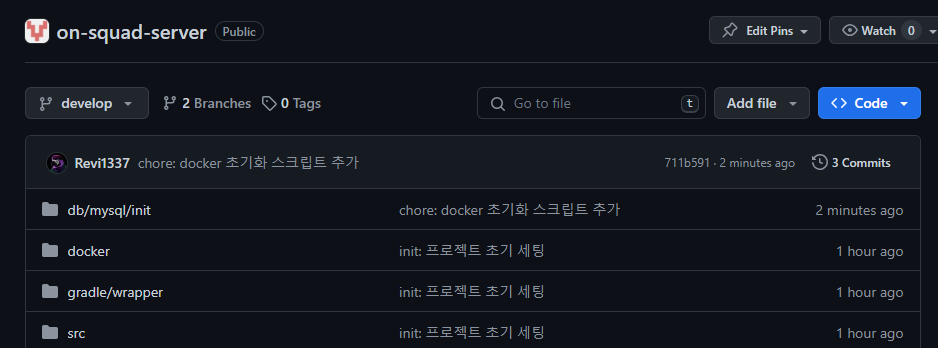 on-squad-server Public Edit Pins Watch 0
develop 2 Branches 0 Tags Go to file t Add file Code
Revi1337 chore: docker 초기화 스크립트 추가 711b591 · 2 minutes ago 3 Commits
db/mysql/init chore: docker 초기화 스크립트 추가 2 minutes ago
docker init: 프로젝트 초기 세팅 1 hour ago
gradle/wrapper init: 프로젝트 초기 세팅 1 hour ago
src init: 프로젝트 초기 세팅 1 hour ago